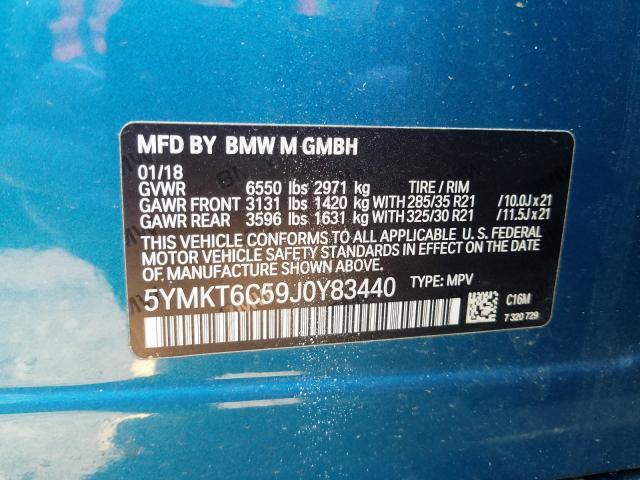 MFD BY BMW M GMBH
01/18
GVWR 6550 lbs 2971 kg TIRE / RIM
GAWR FRONT 3131 lbs 1420 kg WITH 285/35 R21 /10.0J x 21
GAWR REAR 3596 lbs 1631 kg WITH 325/30 R21 /11.5J x 21
THIS VEHICLE CONFORMS TO ALL APPLICABLE U. S. FEDERAL
MOTOR VEHICLE SAFETY STANDARDS IN EFFECT ON THE
DATE OF MANUFACTURE SHOWN ABOVE.
5YMKT6C59J0Y83440 TYPE: MPV
C16M
7 320 729